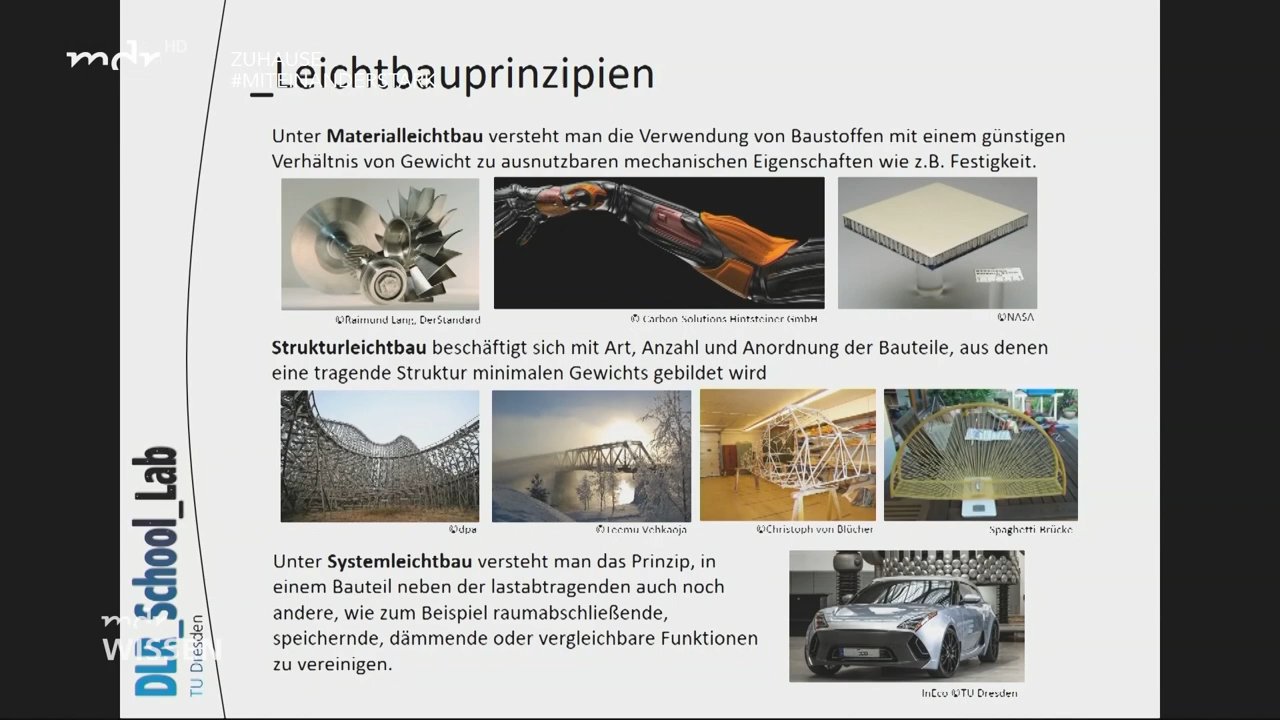 mdr HD
ZUHAUSE
#MITEINANDERSTARK
_Leichtbauprinzipien
Unter Materialleichtbau versteht man die Verwendung von Baustoffen mit einem günstigen
Verhältnis von Gewicht zu ausnutzbaren mechanischen Eigenschaften wie z.B. Festigkeit.
©Raimund Lang, DerStandard
© Carbon Solutions Hintsteiner GmbH
©NASA
Strukturleichtbau beschäftigt sich mit Art, Anzahl und Anordnung der Bauteile, aus denen
eine tragende Struktur minimalen Gewichts gebildet wird
©dpa
©Teemu Vehkaoja
©Christoph von Blücher
Spaghetti-Brücke
Unter Systemleichtbau versteht man das Prinzip, in
einem Bauteil neben der lastabtragenden auch noch
andere, wie zum Beispiel raumabschließende,
speichernde, dämmende oder vergleichbare Funktionen
zu vereinigen.
InEco ©TU Dresden
DLR_School_Lab
TU Dresden
mdr
WISSEN